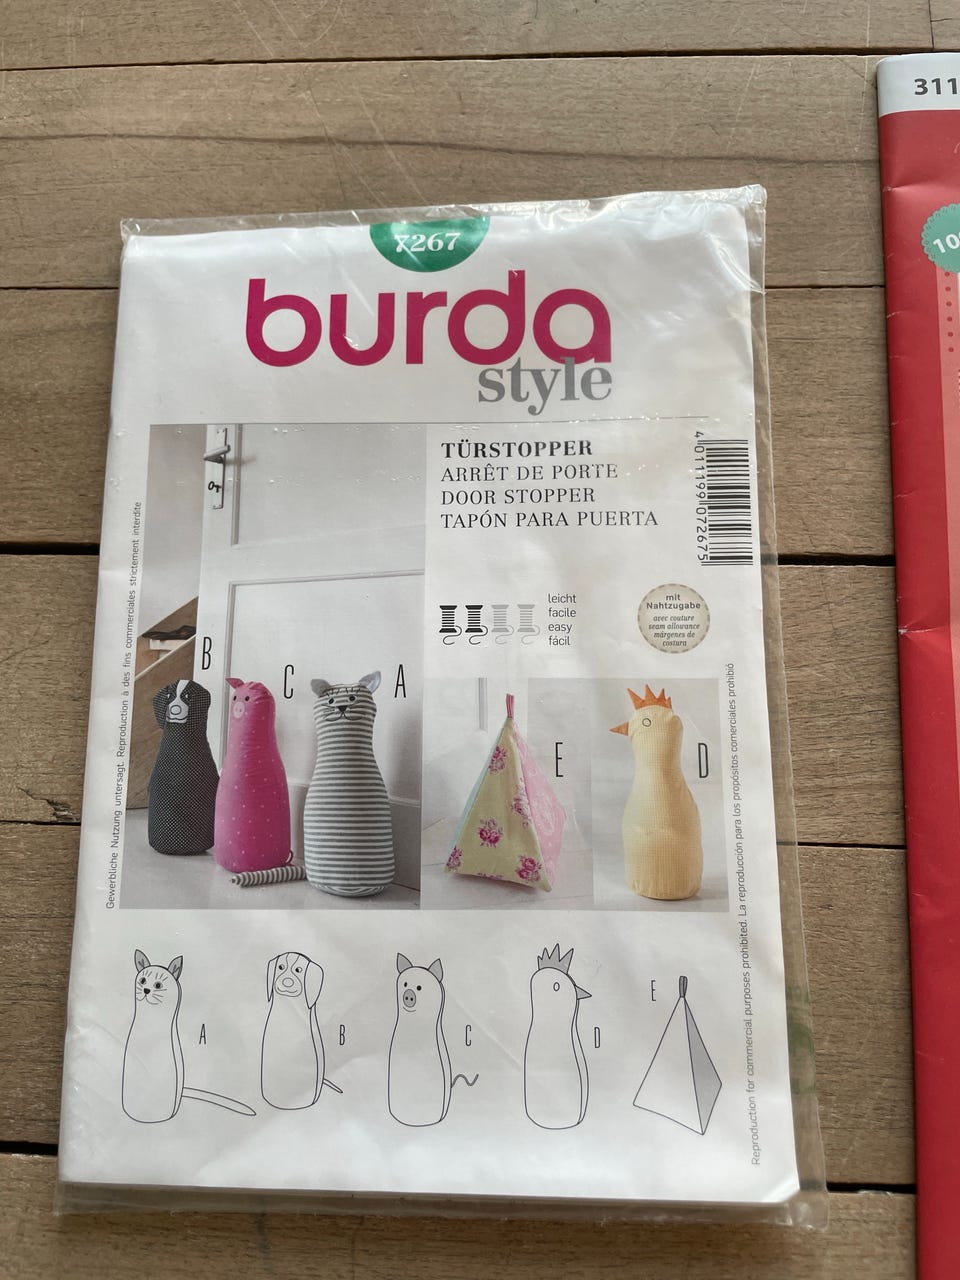 7267
burda
style
TÜRSTOPPER
ARRÊT DE PORTE
DOOR STOPPER
TAPÓN PARA PUERTA
4 011199 072675
leicht
facile
easy
fácil
mit
Nahtzugabe
avec couture
seam allowance
márgenes de
costura
B
C
A
E
D
A
B
C
D
E
Gewerbliche Nutzung untersagt. Reproduction à des fins commerciales strictement interdite
Reproduction for commercial purposes prohibited. La reproducción para los propósitos comerciales prohibió
311
10